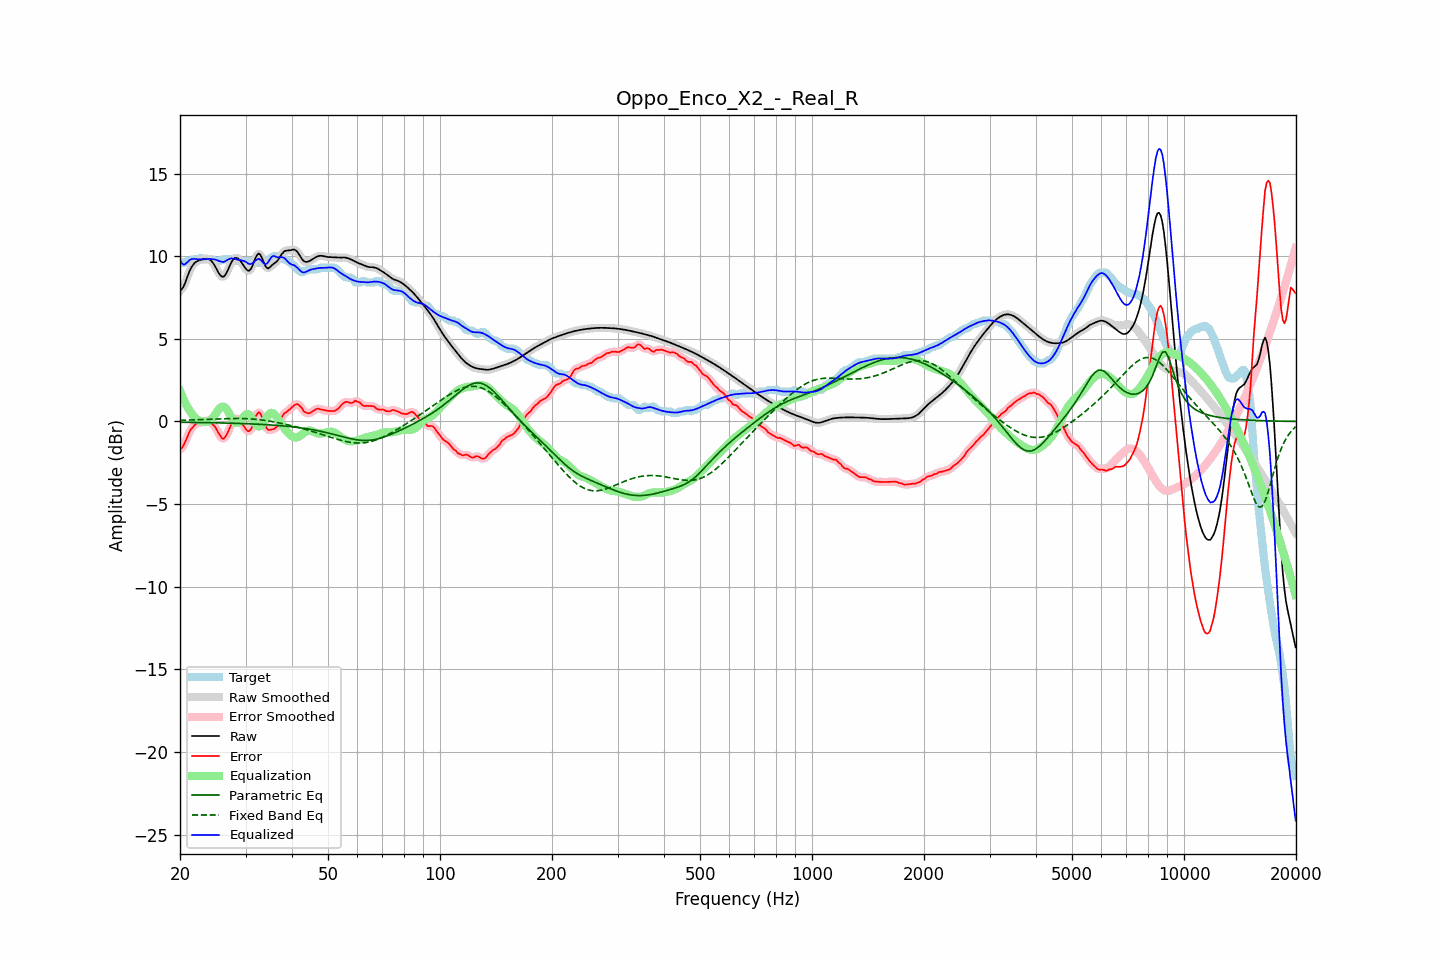 Oppo_Enco_X2_-_Real_R
Amplitude (dBr)
15
10
5
0
−5
−10
−15
−20
−25
Target
Raw Smoothed
Error Smoothed
Raw
Error
Equalization
Parametric Eq
Fixed Band Eq
Equalized
20
50
100
200
500
1000
2000
5000
10000
20000
Frequency (Hz)